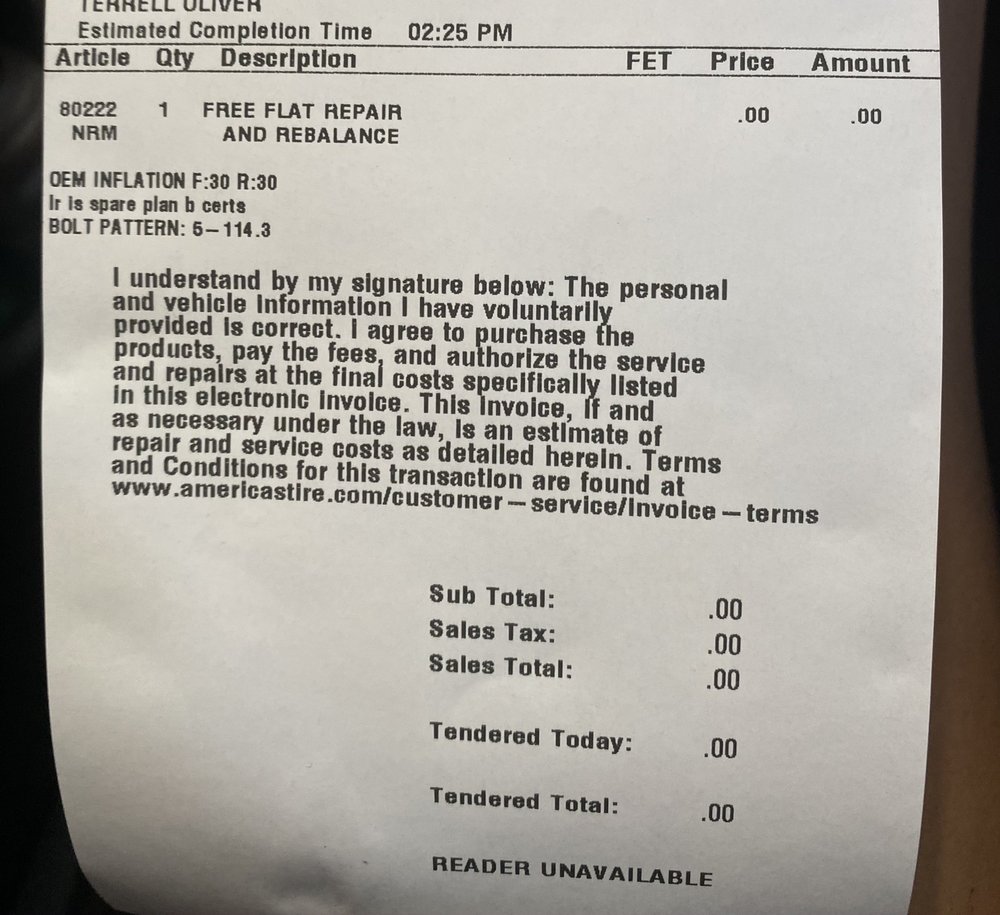 TERRELL OLIVER
Estimated Completion Time 02:25 PM
Article Qty Description FET Price Amount
80222 1 FREE FLAT REPAIR .00 .00
NRM AND REBALANCE
OEM INFLATION F:30 R:30
lr is spare plan b certs
BOLT PATTERN: 5-114.3
I understand by my signature below: The personal
and vehicle information I have voluntarily
provided is correct. I agree to purchase the
products, pay the fees, and authorize the service
and repairs at the final costs specifically listed
in this electronic invoice. This invoice, if and
as necessary under the law, is an estimate of
repair and service costs as detailed herein. Terms
and Conditions for this transaction are found at
www.americastire.com/customer-service/invoice-terms
Sub Total: .00
Sales Tax: .00
Sales Total: .00
Tendered Today: .00
Tendered Total: .00
READER UNAVAILABLE